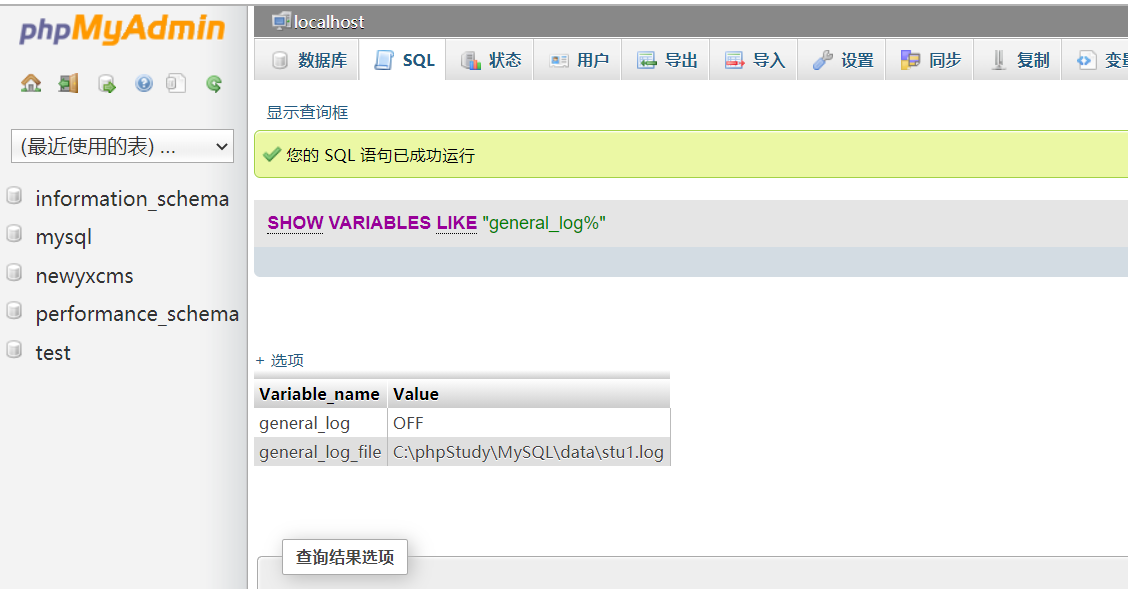 phpMyAdmin
(最近使用的表) ...
information_schema
mysql
newyxcms
performance_schema
test
localhost
数据库 SQL 状态 用户 导出 导入 设置 同步 复制
显示查询框
您的 SQL 语句已成功运行
SHOW VARIABLES LIKE "general_log%"
+ 选项
Variable_name Value
general_log OFF
general_log_file C:\phpStudy\MySQL\data\stu1.log
查询结果选项